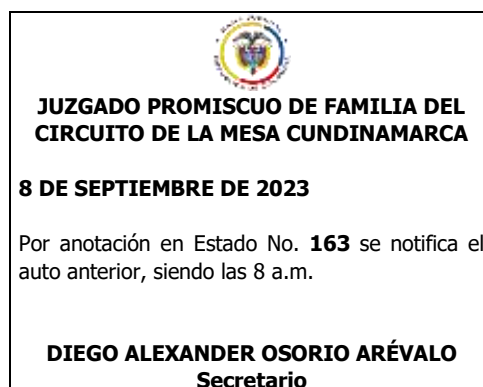 JUZGADO PROMISCUO DE FAMILIA DEL
CIRCUITO DE LA MESA CUNDINAMARCA
8 DE SEPTIEMBRE DE 2023
Por anotación en Estado No. 163 se notifica el
auto anterior, siendo las 8 a.m.
DIEGO ALEXANDER OSORIO ARÉVALO
Secretario